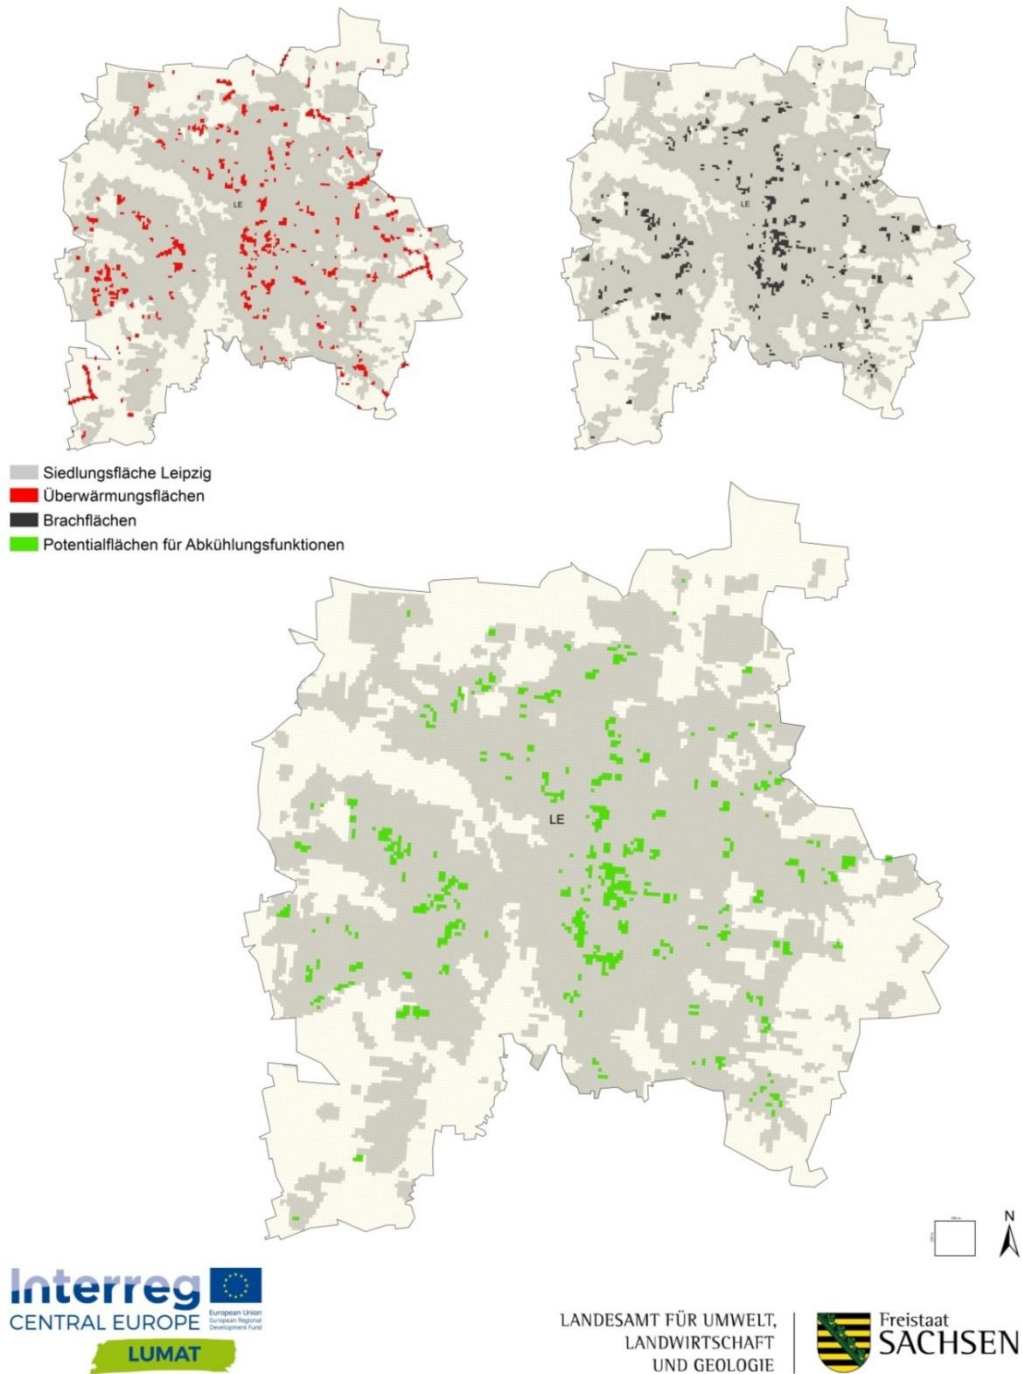 LE
LE
Siedlungsfläche Leipzig
Überwärmungsflächen
Brachflächen
Potentialflächen für Abkühlungsfunktionen
LE
N
Interreg
CENTRAL EUROPE
European Union
European Regional
Development Fund
LUMAT
LANDESAMT FÜR UMWELT,
LANDWIRTSCHAFT
UND GEOLOGIE
Freistaat
SACHSEN